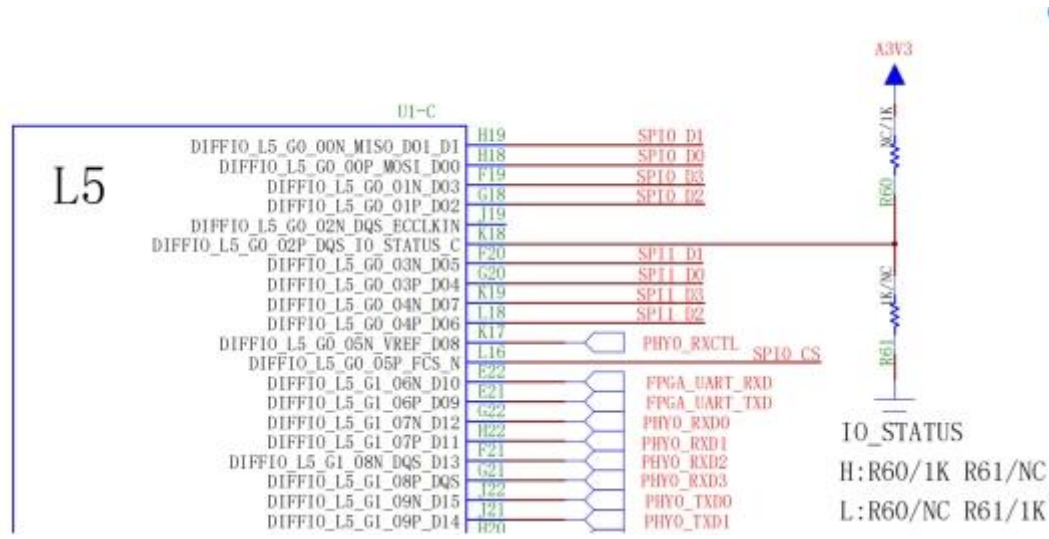 A3V3
U1-C
L5
DIFFIO_L5_G0_00N_MISO_D01_DI H19 SPI0_D1
DIFFIO_L5_G0_00P_MOSI_D00 H18 SPI0_D0
DIFFIO_L5_G0_01N_D03 F19 SPI0_D3
DIFFIO_L5_G0_01P_D02 G18 SPI0_D2
DIFFIO_L5_G0_02N_DQS_ECCLKIN J19
DIFFIO_L5_G0_02P_DQS_IO_STATUS_C K18
DIFFIO_L5_G0_03N_D05 F20 SPI1_D1
DIFFIO_L5_G0_03P_D04 G20 SPI1_D0
DIFFIO_L5_G0_04N_D07 K19 SPI1_D3
DIFFIO_L5_G0_04P_D06 L18 SPI1_D2
DIFFIO_L5_G0_05N_VREF_D08 K17 PHY0_RXCTL
DIFFIO_L5_G0_05P_FCS_N L16 SPI0_CS
DIFFIO_L5_G1_06N_D10 E22 FPGA_UART_RXD
DIFFIO_L5_G1_06P_D09 E21 FPGA_UART_TXD
DIFFIO_L5_G1_07N_D12 G22 PHY0_RXD0
DIFFIO_L5_G1_07P_D11 H22 PHY0_RXD1
DIFFIO_L5_G1_08N_DQS_D13 F21 PHY0_RXD2
DIFFIO_L5_G1_08P_DQS G21 PHY0_RXD3
DIFFIO_L5_G1_09N_D15 J22 PHY0_TXD0
DIFFIO_L5_G1_09P_D14 J21 PHY0_TXD1
H20
NC/1K
R60
1K/NC
R61
IO_STATUS
H:R60/1K R61/NC
L:R60/NC R61/1K